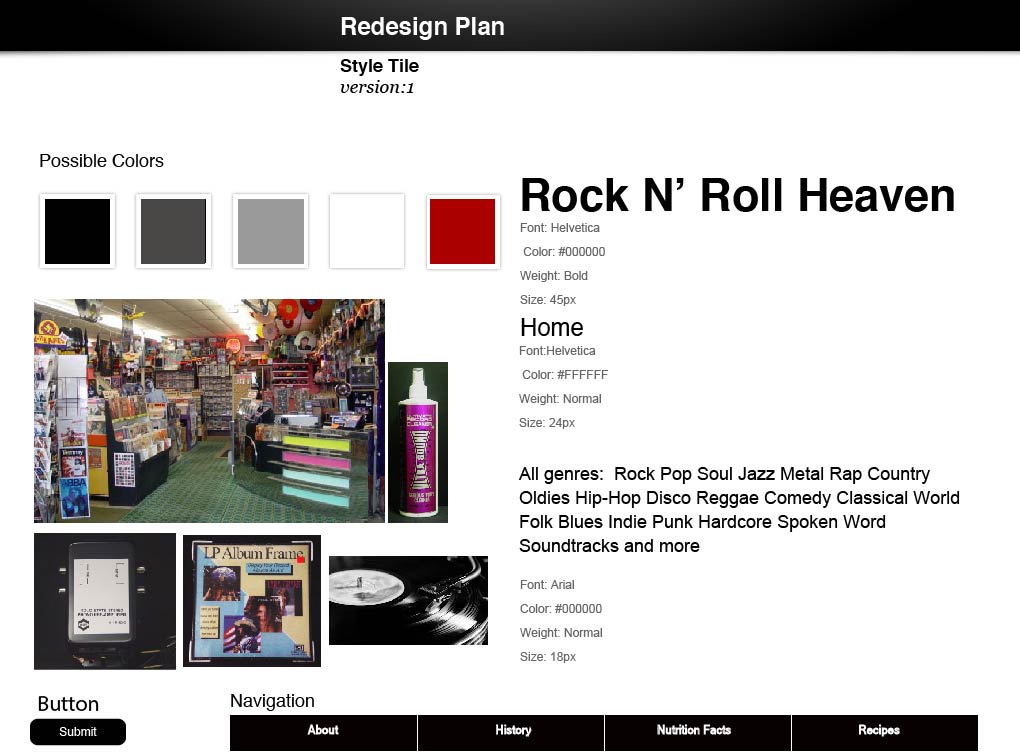 Redesign Plan
Style Tile
version:1
Possible Colors
Rock N’ Roll Heaven
Font: Helvetica
Color: #000000
Weight: Bold
Size: 45px
Home
Font:Helvetica
Color: #FFFFFF
Weight: Normal
Size: 24px
All genres:  Rock Pop Soul Jazz Metal Rap Country
Oldies Hip-Hop Disco Reggae Comedy Classical World
Folk Blues Indie Punk Hardcore Spoken Word
Soundtracks and more
Font: Arial
Color: #000000
Weight: Normal
Size: 18px
ABBA
LP Album Frame
Button
Submit
Navigation
About
History
Nutrition Facts
Recipes